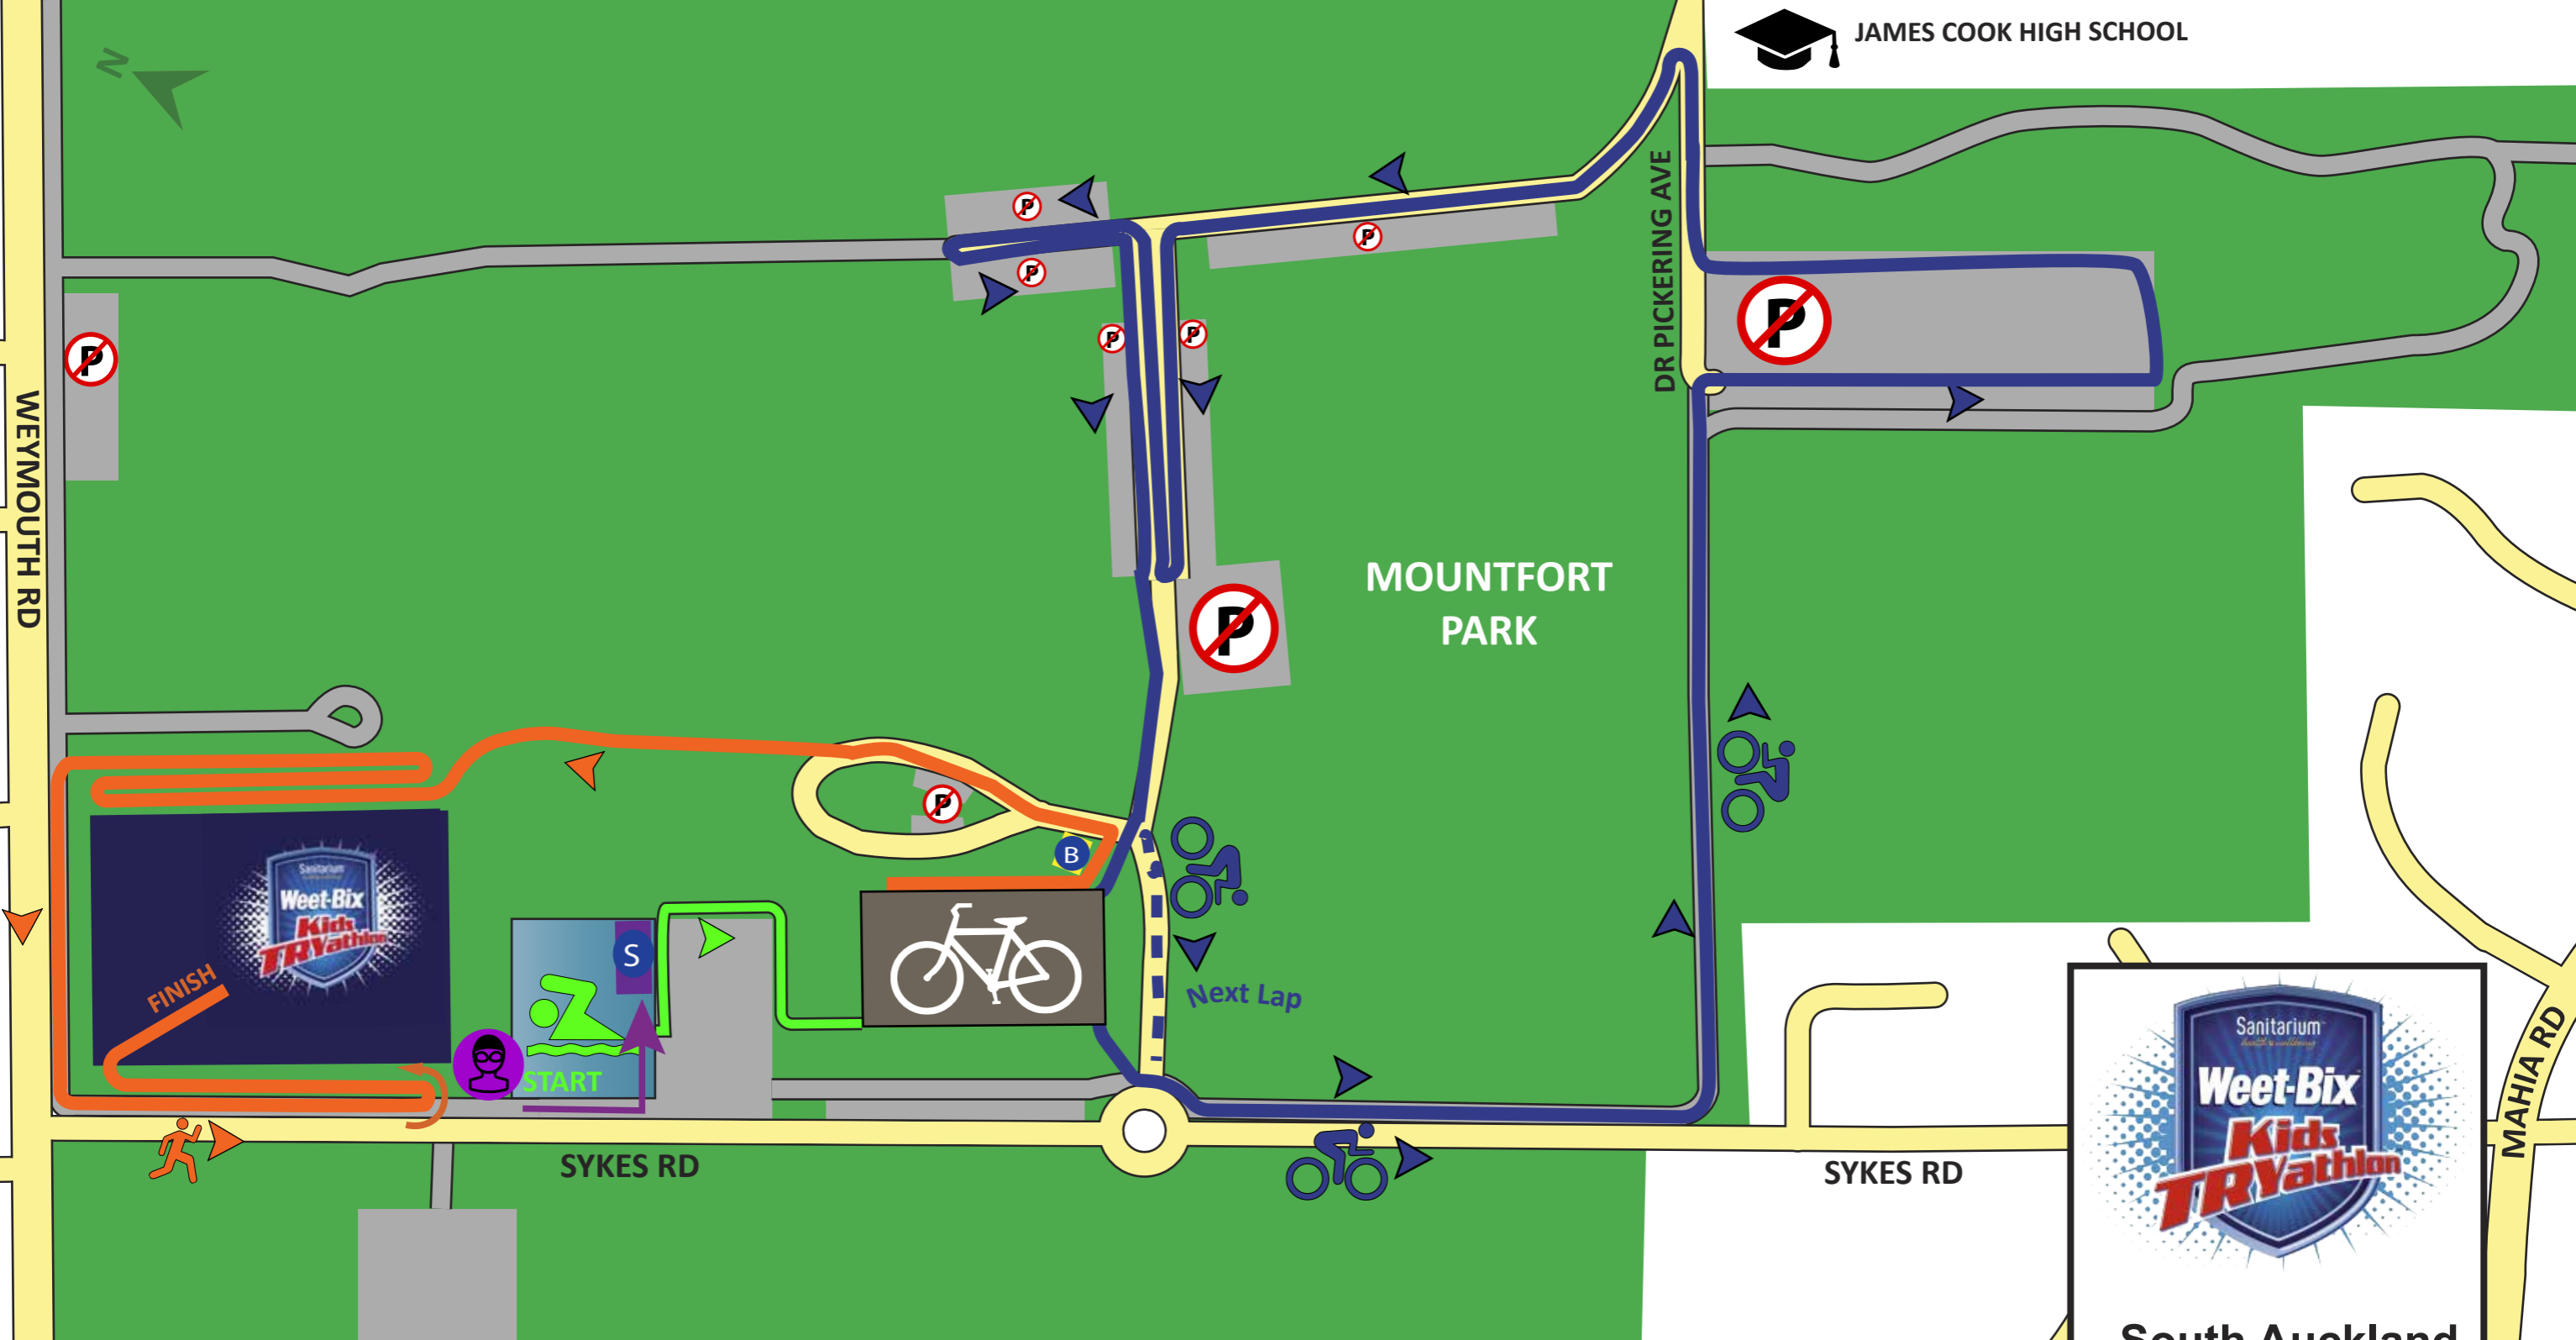 N
JAMES COOK HIGH SCHOOL
P
P
P
P
P
P
P
P
P
DR PICKERING AVE
WEYMOUTH RD
MOUNTFORT
PARK
B
S
Sanitarium
Weet-Bix
Kids
TRYathlon
FINISH
START
Next Lap
SYKES RD
SYKES RD
MAHIA RD
Sanitarium
Weet-Bix
Kids
TRYathlon
South Auckland